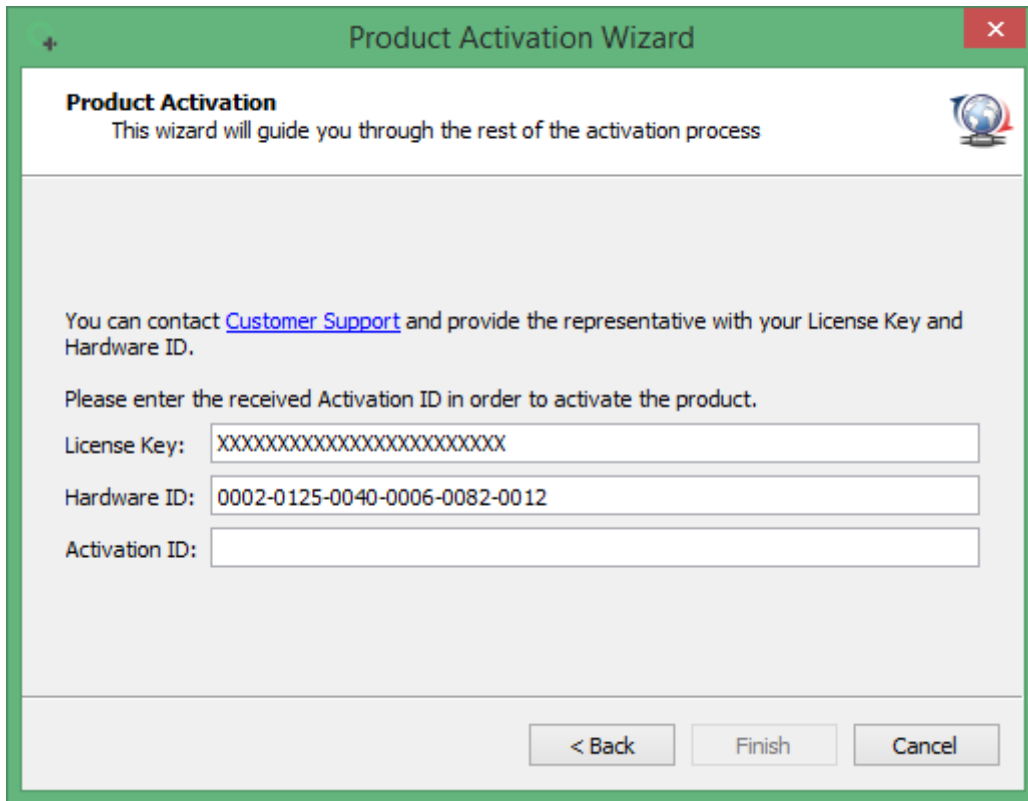 Product Activation Wizard
Product Activation
This wizard will guide you through the rest of the activation process
You can contact Customer Support and provide the representative with your License Key and
Hardware ID.
Please enter the received Activation ID in order to activate the product.
License Key: XXXXXXXXXXXXXXXXXXXXXXXX
Hardware ID: 0002-0125-0040-0006-0082-0012
Activation ID:
< Back Finish Cancel